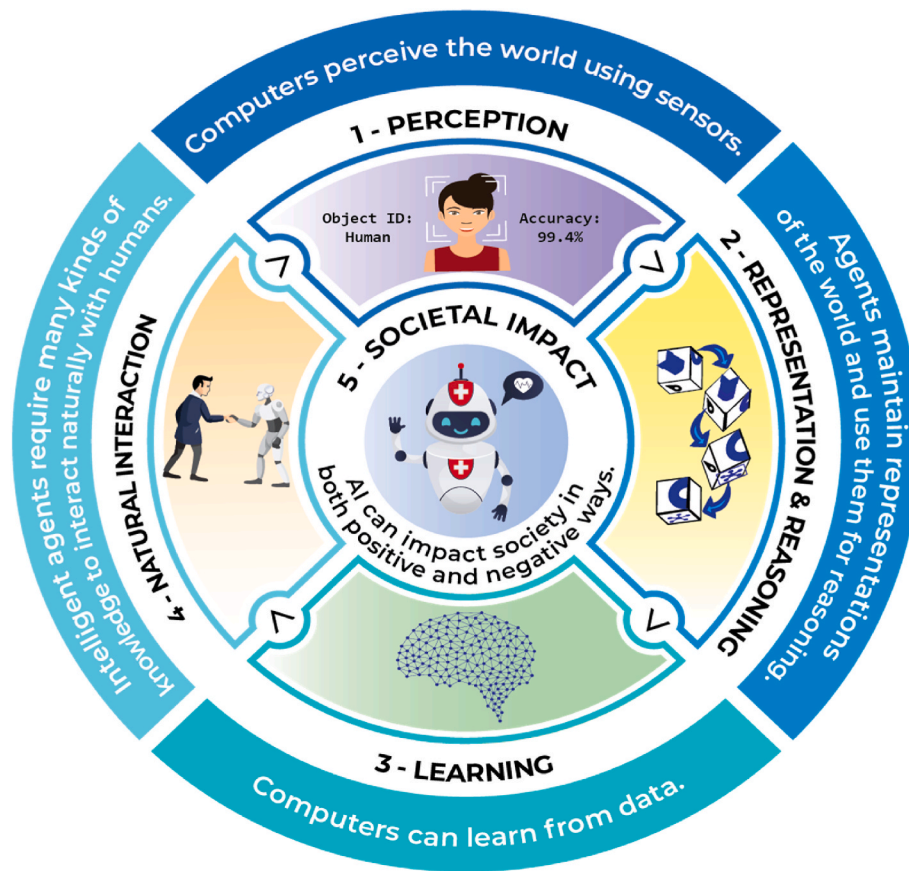 Computers perceive the world using sensors.
1 - PERCEPTION
Object ID:
Human
Accuracy:
99.4%
Agents maintain representations
of the world and use them for reasoning.
2 - REPRESENTATION & REASONING
3 - LEARNING
Computers can learn from data.
Intelligent agents require many kinds of
knowledge to interact naturally with humans.
4 - NATURAL INTERACTION
5 - SOCIETAL IMPACT
AI can impact society in
both positive and negative ways.